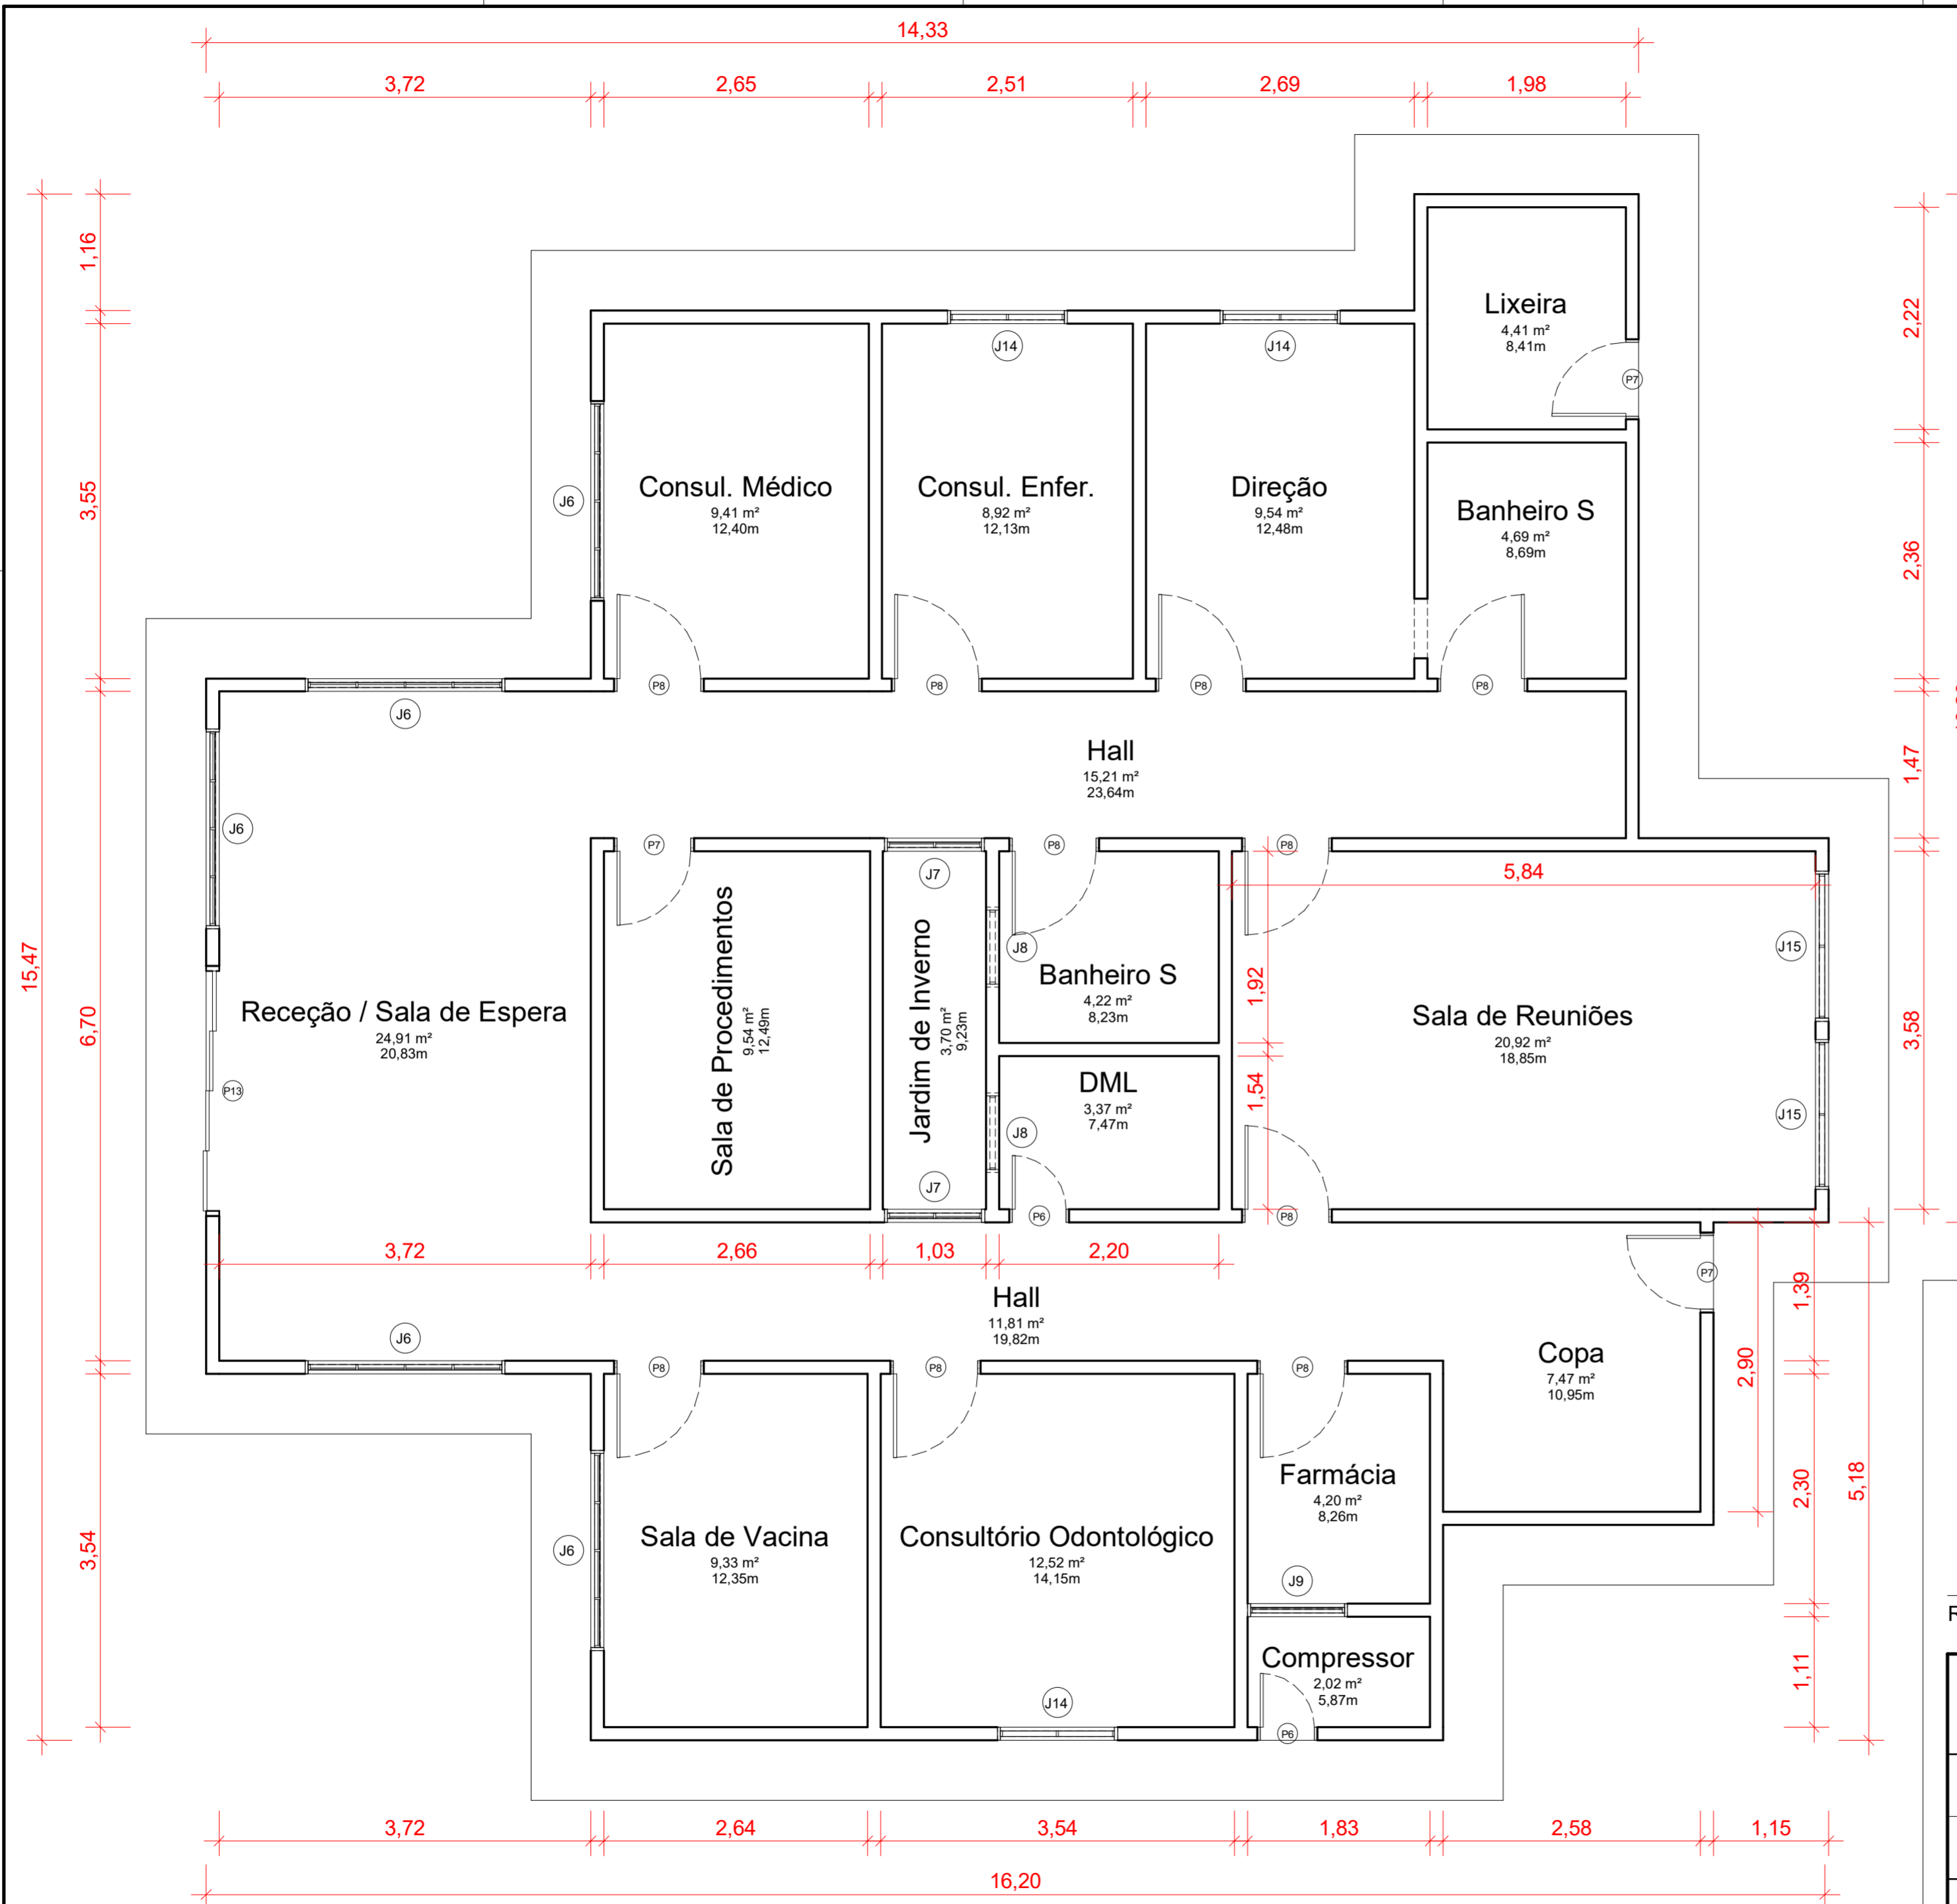 14,33
3,72
2,65
2,51
2,69
1,98
1,16
3,55
6,70
3,54
15,47
2,22
2,36
1,47
3,58
Lixeira
4,41 m²
8,41m
P7
J14
J14
Consul. Médico
9,41 m²
12,40m
Consul. Enfer.
8,92 m²
12,13m
Direção
9,54 m²
12,48m
Banheiro S
4,69 m²
8,69m
J6
P8
P8
P8
P8
J6
Hall
15,21 m²
23,64m
J6
P7
J7
P8
P8
5,84
Receção / Sala de Espera
24,91 m²
20,83m
P13
Sala de Procedimentos
9,54 m²
12,49m
Jardim de Inverno
3,70 m²
9,23m
J8
Banheiro S
4,22 m²
8,23m
1,92
Sala de Reuniões
20,92 m²
18,85m
J15
J15
DML
3,37 m²
7,47m
1,54
J8
J7
P6
P8
3,72
2,66
1,03
2,20
P7
1,39
Hall
11,81 m²
19,82m
J6
P8
P8
P8
Copa
7,47 m²
10,95m
2,90
2,30
5,18
J6
Sala de Vacina
9,33 m²
12,35m
Consultório Odontológico
12,52 m²
14,15m
Farmácia
4,20 m²
8,26m
J9
Compressor
2,02 m²
5,87m
1,11
J14
P6
3,72
2,64
3,54
1,83
2,58
1,15
16,20